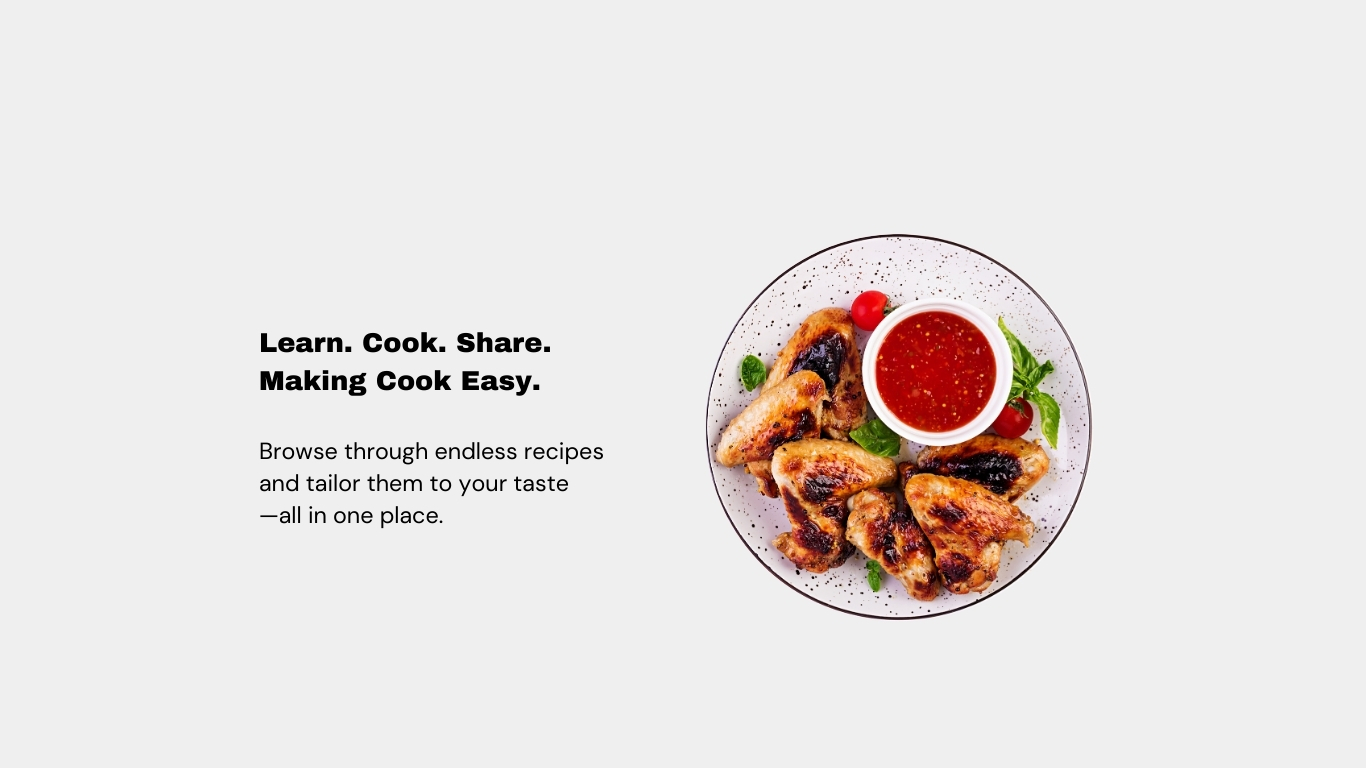 Learn. Cook. Share.
Making Cook Easy.
Browse through endless recipes
and tailor them to your taste
—all in one place.